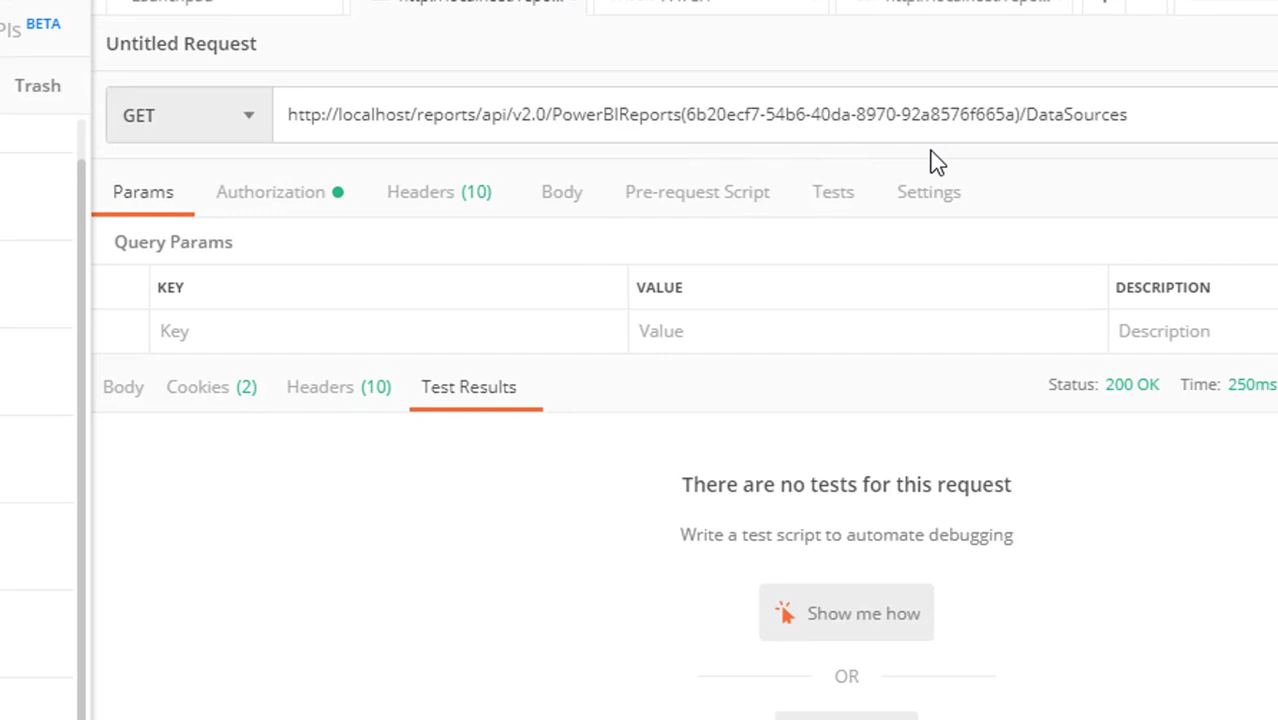 PIs BETA
Trash
Untitled Request
GET
http://localhost/reports/api/v2.0/PowerBIReports(6b20ecf7-54b6-40da-8970-92a8576f665a)/DataSources
Params Authorization Headers (10) Body Pre-request Script Tests Settings
Query Params
KEY VALUE DESCRIPTION
Key Value Description
Body Cookies (2) Headers (10) Test Results Status: 200 OK Time: 250ms
There are no tests for this request
Write a test script to automate debugging
Show me how
OR